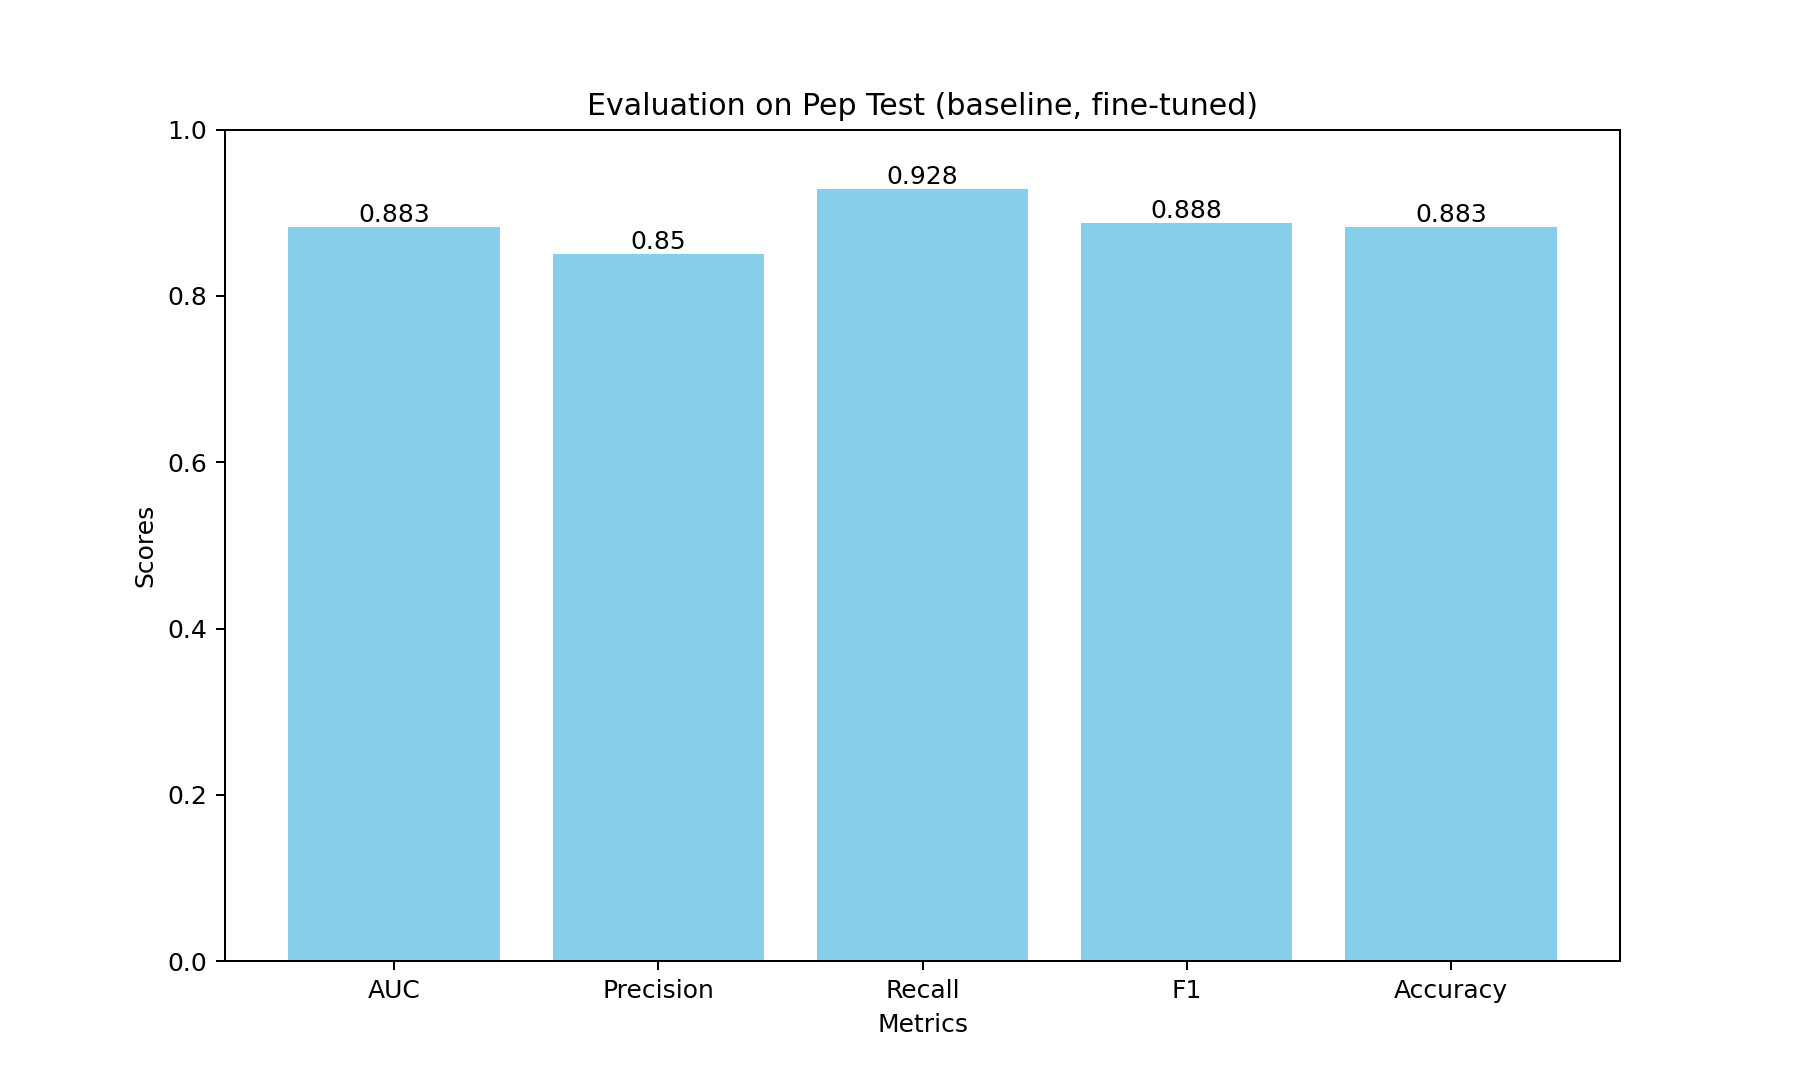 Evaluation on Pep Test (baseline, fine-tuned)
1.0
0.8
0.6
0.4
0.2
0.0
Scores
0.883
0.85
0.928
0.888
0.883
AUC
Precision
Recall
F1
Accuracy
Metrics